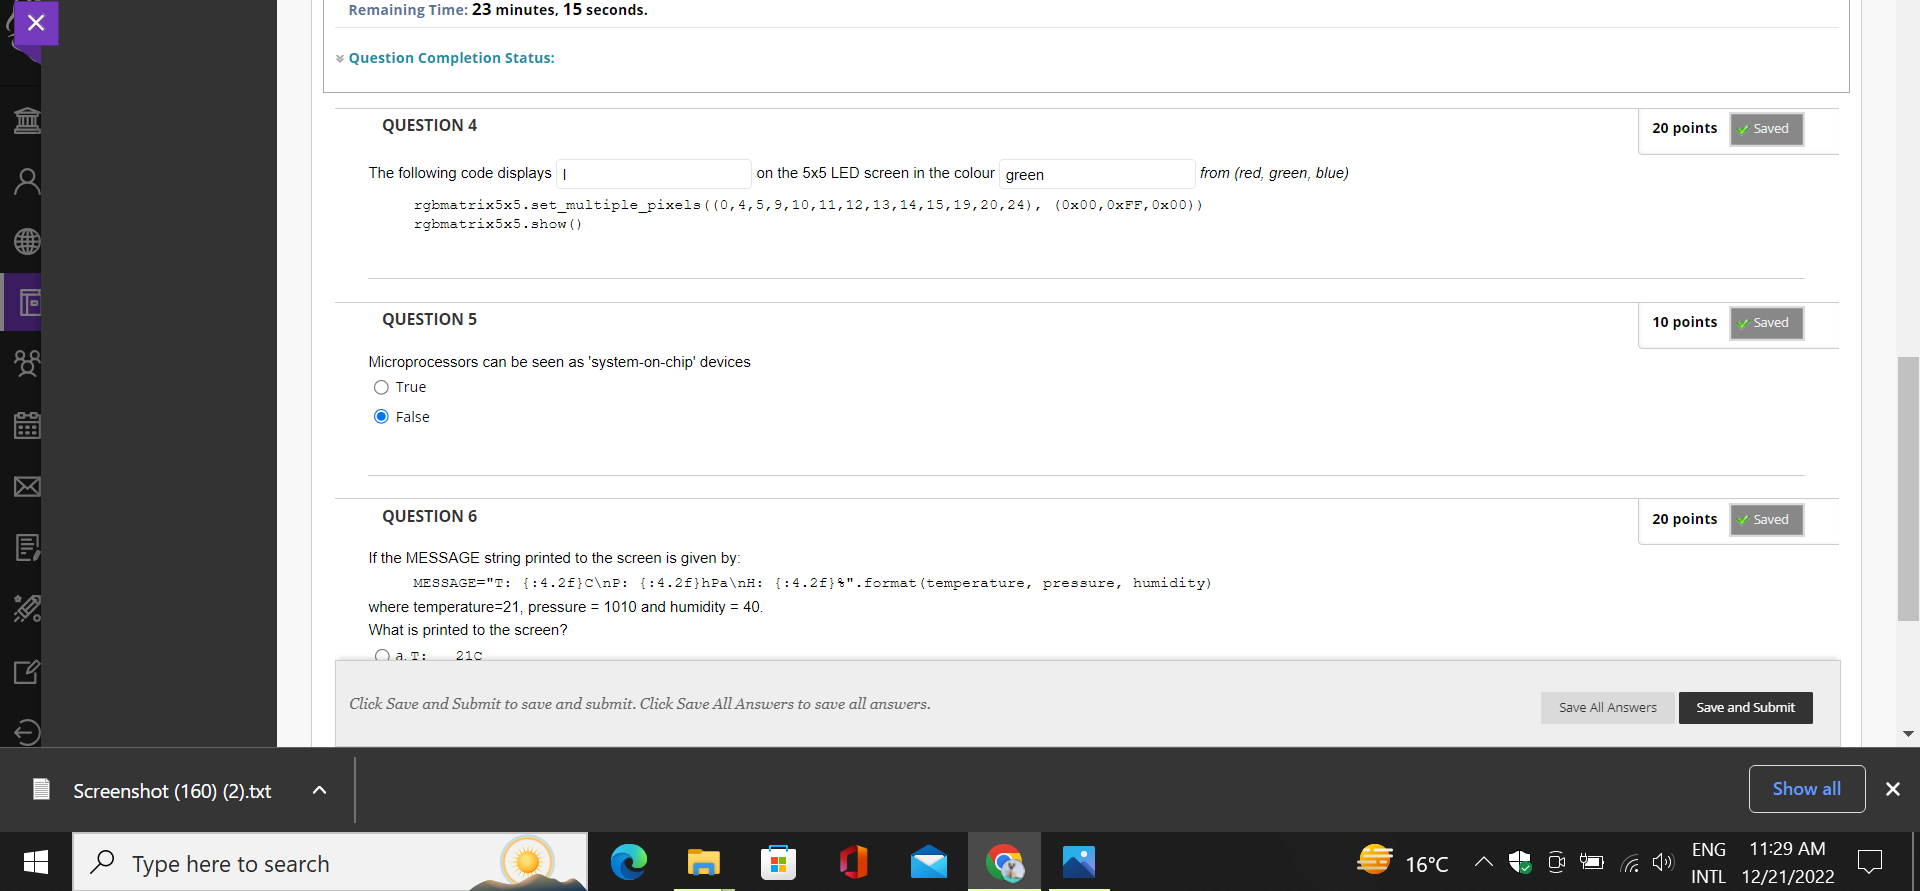 Remaining Time: 23 minutes, 15 seconds.
Question Completion Status:
QUESTION 4
20 points
Saved
The following code displays l on the 5x5 LED screen in the colour green from (red, green, blue)
rgbmatrix5x5.set_multiple_pixels((0,4,5,9,10,11,12,13,14,15,19,20,24), (0x00,0xFF,0x00))
rgbmatrix5x5.show()
QUESTION 5
10 points
Saved
Microprocessors can be seen as 'system-on-chip' devices
True
False
QUESTION 6
20 points
Saved
If the MESSAGE string printed to the screen is given by:
MESSAGE="T: {:4.2f}C\nP: {:4.2f}hPa\nH: {:4.2f}%".format(temperature, pressure, humidity)
where temperature=21, pressure = 1010 and humidity = 40.
What is printed to the screen?
a. T: 21C
Click Save and Submit to save and submit. Click Save All Answers to save all answers.
Save All Answers
Save and Submit
Screenshot (160) (2).txt
Show all
Type here to search
16°C
ENG
INTL
11:29 AM
12/21/2022